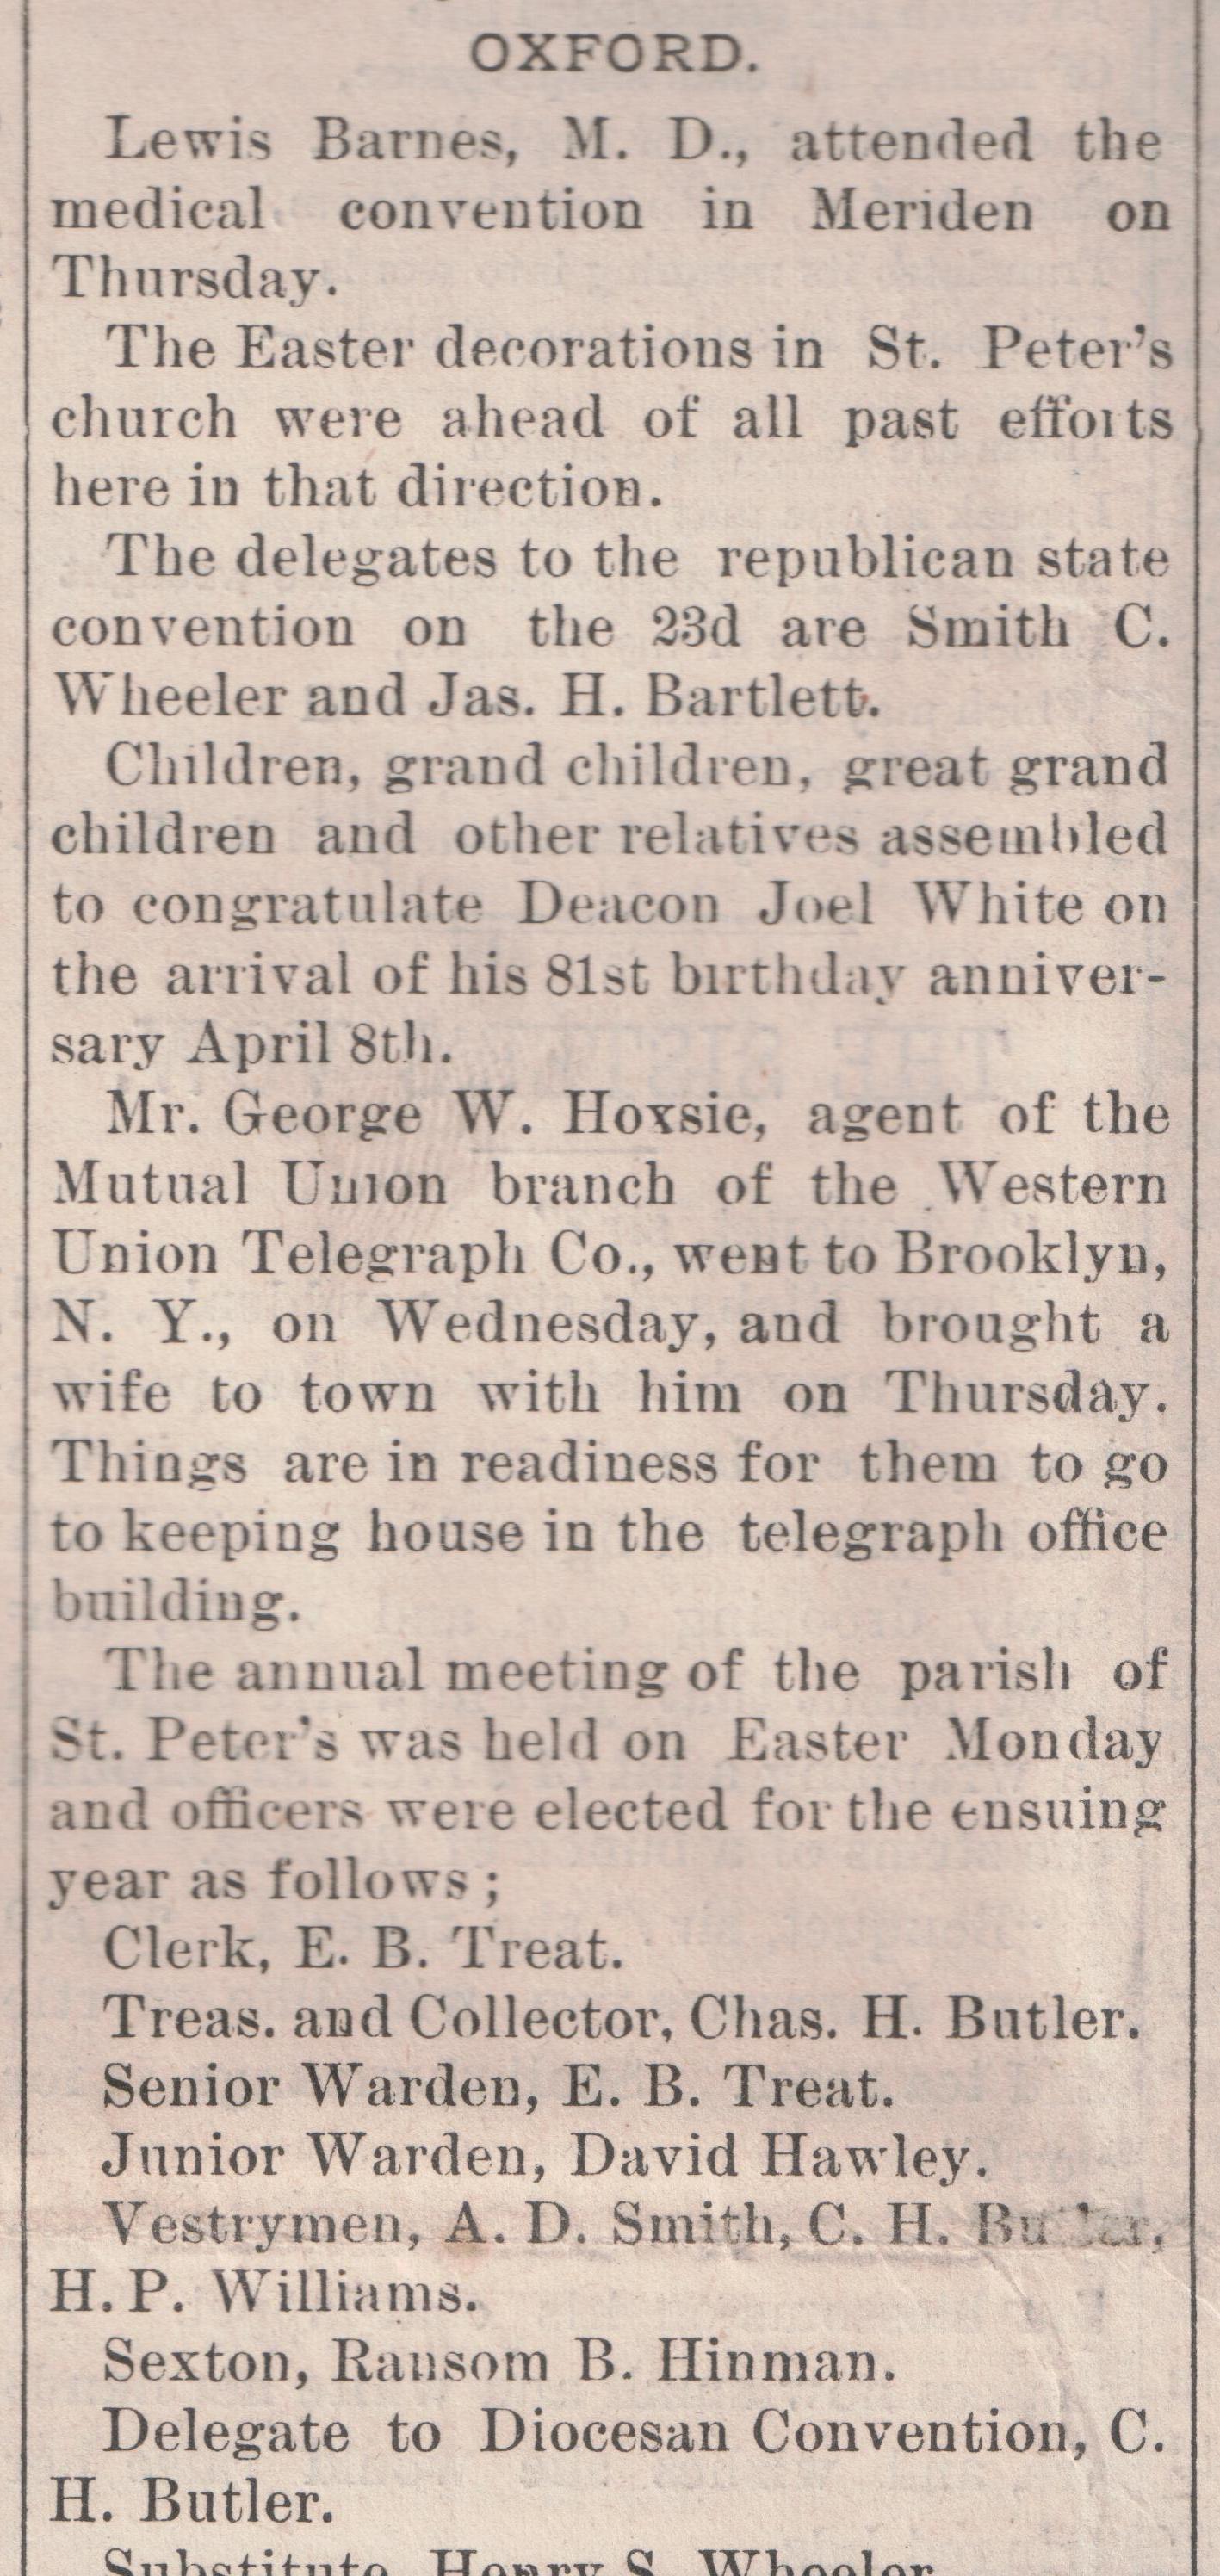 OXFORD.
Lewis Barnes, M. D., attended the
medical convention in Meriden on
Thursday.
The Easter decorations in St. Peter's
church were ahead of all past efforts
here in that direction.
The delegates to the republican state
convention on the 23d are Smith C.
Wheeler and Jas. H. Bartlett.
Children, grand children, great grand
children and other relatives assembled
to congratulate Deacon Joel White on
the arrival of his 81st birthday anniver-
sary April 8th.
Mr. George W. Hoxsie, agent of the
Mutual Union branch of the Western
Union Telegraph Co., went to Brooklyn,
N. Y., on Wednesday, and brought a
wife to town with him on Thursday.
Things are in readiness for them to go
to keeping house in the telegraph office
building.
The annual meeting of the parish of
St. Peter's was held on Easter Monday
and officers were elected for the ensuing
year as follows;
Clerk, E. B. Treat.
Treas. and Collector, Chas. H. Butler.
Senior Warden, E. B. Treat.
Junior Warden, David Hawley.
Vestrymen, A. D. Smith, C. H. Butler,
H. P. Williams.
Sexton, Ransom B. Hinman.
Delegate to Diocesan Convention, C.
H. Butler.
Substitute, Henry S. Wheeler.